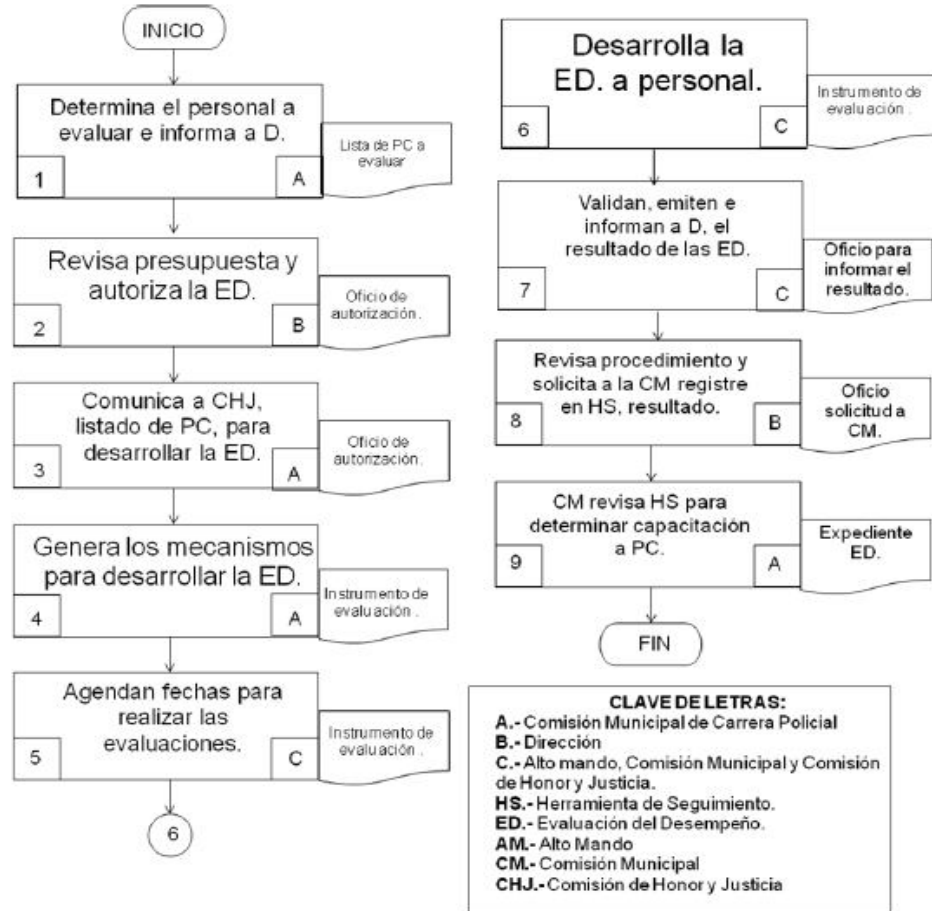 INICIO
Determina el personal a
evaluar e informa a D.
1
A
Lista de PC a
evaluar
Revisa presupuesta y
autoriza la ED.
2
B
Oficio de
autorización.
Comunica a CHJ,
listado de PC, para
desarrollar la ED.
3
A
Oficio de
autorización.
Genera los mecanismos
para desarrollar la ED.
4
A
Instrumento de
evaluación.
Agendan fechas para
realizar las
evaluaciones.
5
C
Instrumento de
evaluación.
6
Desarrolla la
ED. a personal.
6
C
Instrumento de
evaluación.
Validan, emiten e
informan a D, el
resultado de las ED.
7
C
Oficio para
informar el
resultado.
Revisa procedimiento y
solicita a la CM registre
en HS, resultado.
8
B
Oficio
solicitud a
CM.
CM revisa HS para
determinar capacitación
a PC.
9
A
Expediente
ED.
FIN
CLAVE DE LETRAS:
A.- Comisión Municipal de Carrera Policial
B.- Dirección
C.- Alto mando, Comisión Municipal y Comisión
de Honor y Justicia.
HS.- Herramienta de Seguimiento.
ED.- Evaluación del Desempeño.
AM.- Alto Mando
CM.- Comisión Municipal
CHJ.- Comisión de Honor y Justicia